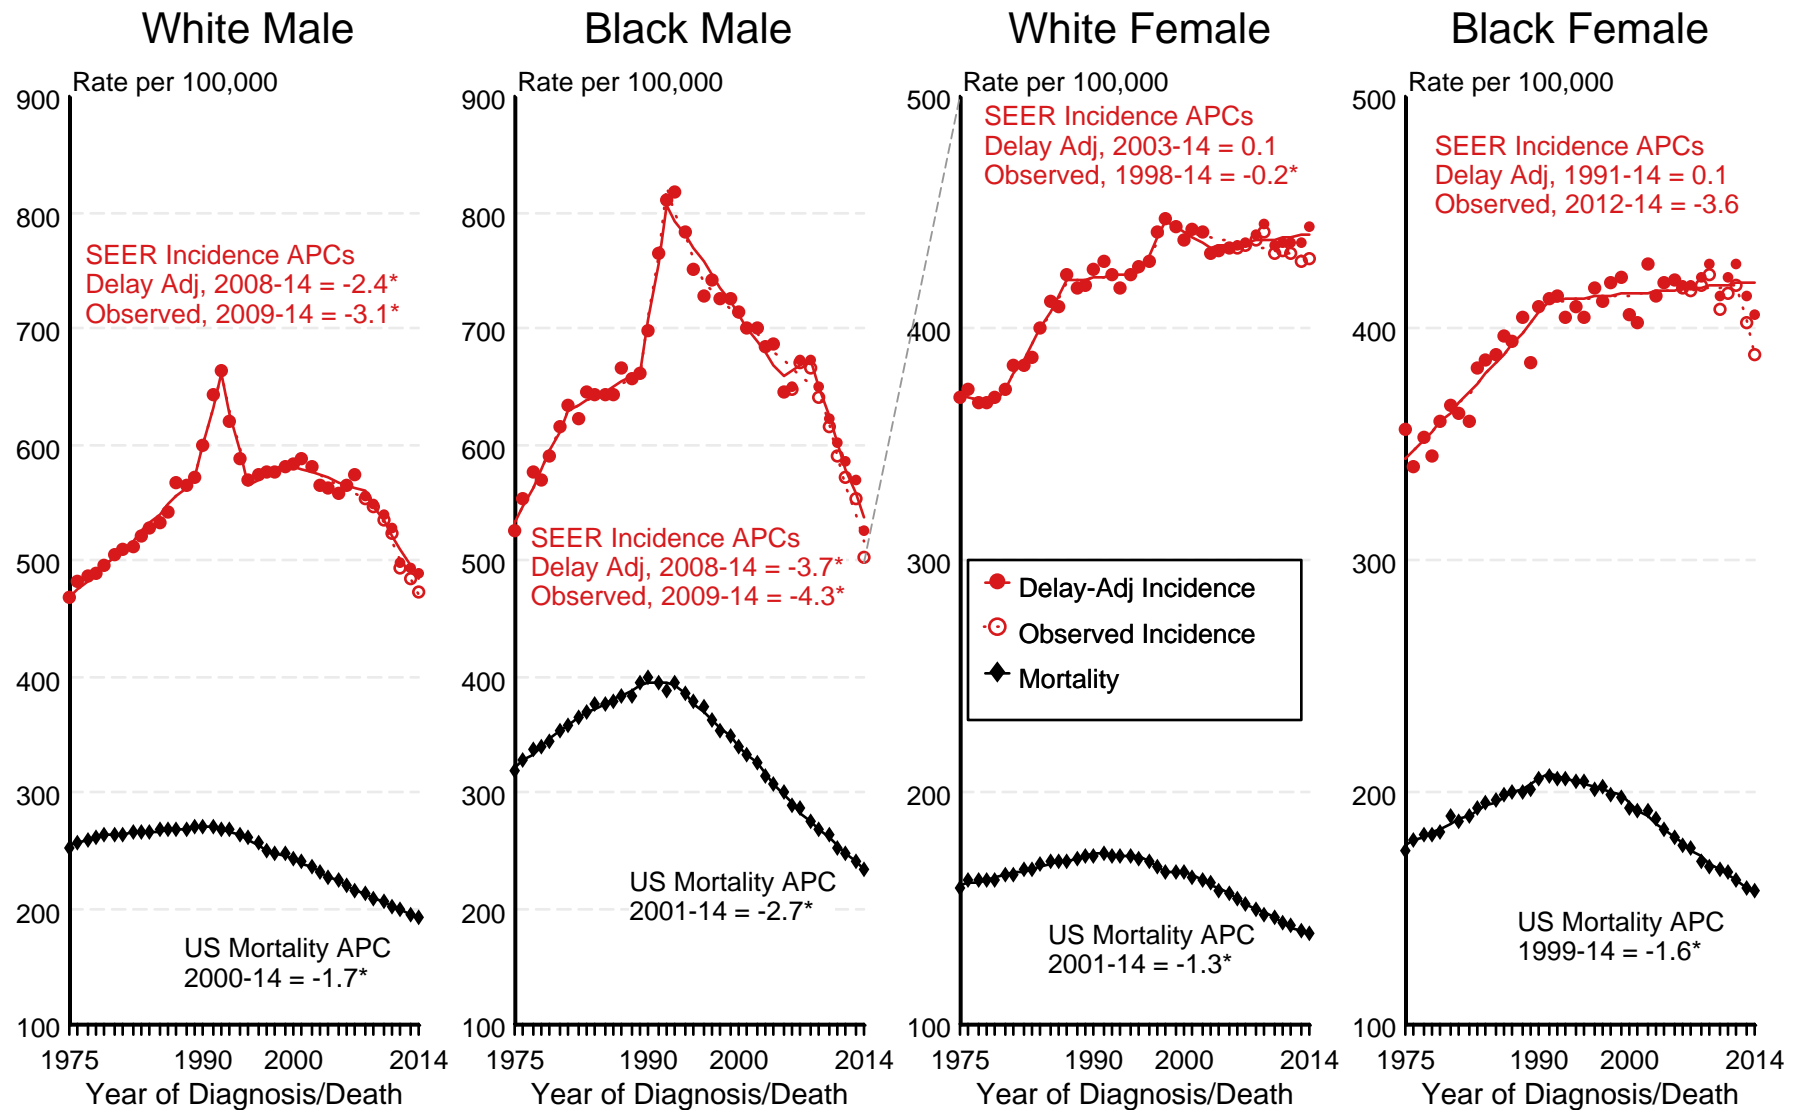 White Male
Rate per 100,000
900
800
700
600
500
400
300
200
100
SEER Incidence APCs
Delay Adj, 2008-14 = -2.4*
Observed, 2009-14 = -3.1*
US Mortality APC
2000-14 = -1.7*
1975 1990 2000 2014
Year of Diagnosis/Death
Black Male
Rate per 100,000
900
800
700
600
500
400
300
200
100
SEER Incidence APCs
Delay Adj, 2008-14 = -3.7*
Observed, 2009-14 = -4.3*
US Mortality APC
2001-14 = -2.7*
1975 1990 2000 2014
Year of Diagnosis/Death
White Female
Rate per 100,000
500
400
300
200
100
SEER Incidence APCs
Delay Adj, 2003-14 = 0.1
Observed, 1998-14 = -0.2*
Delay-Adj Incidence
Observed Incidence
Mortality
US Mortality APC
2001-14 = -1.3*
1975 1990 2000 2014
Year of Diagnosis/Death
Black Female
Rate per 100,000
500
400
300
200
100
SEER Incidence APCs
Delay Adj, 1991-14 = 0.1
Observed, 2012-14 = -3.6
US Mortality APC
1999-14 = -1.6*
1975 1990 2000 2014
Year of Diagnosis/Death